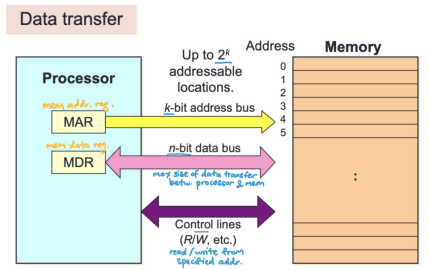 Data transfer
Up to 2ᵏ
addressable
locations.
Address
Memory
Processor
mem addr. reg.
MAR
k-bit address bus
mem data reg.
MDR
n-bit data bus
max size of data transfer
betw. processor & mem
Control lines
(R/W̅, etc.)
read/write from
specified addr.
0
1
2
3
4
5
: